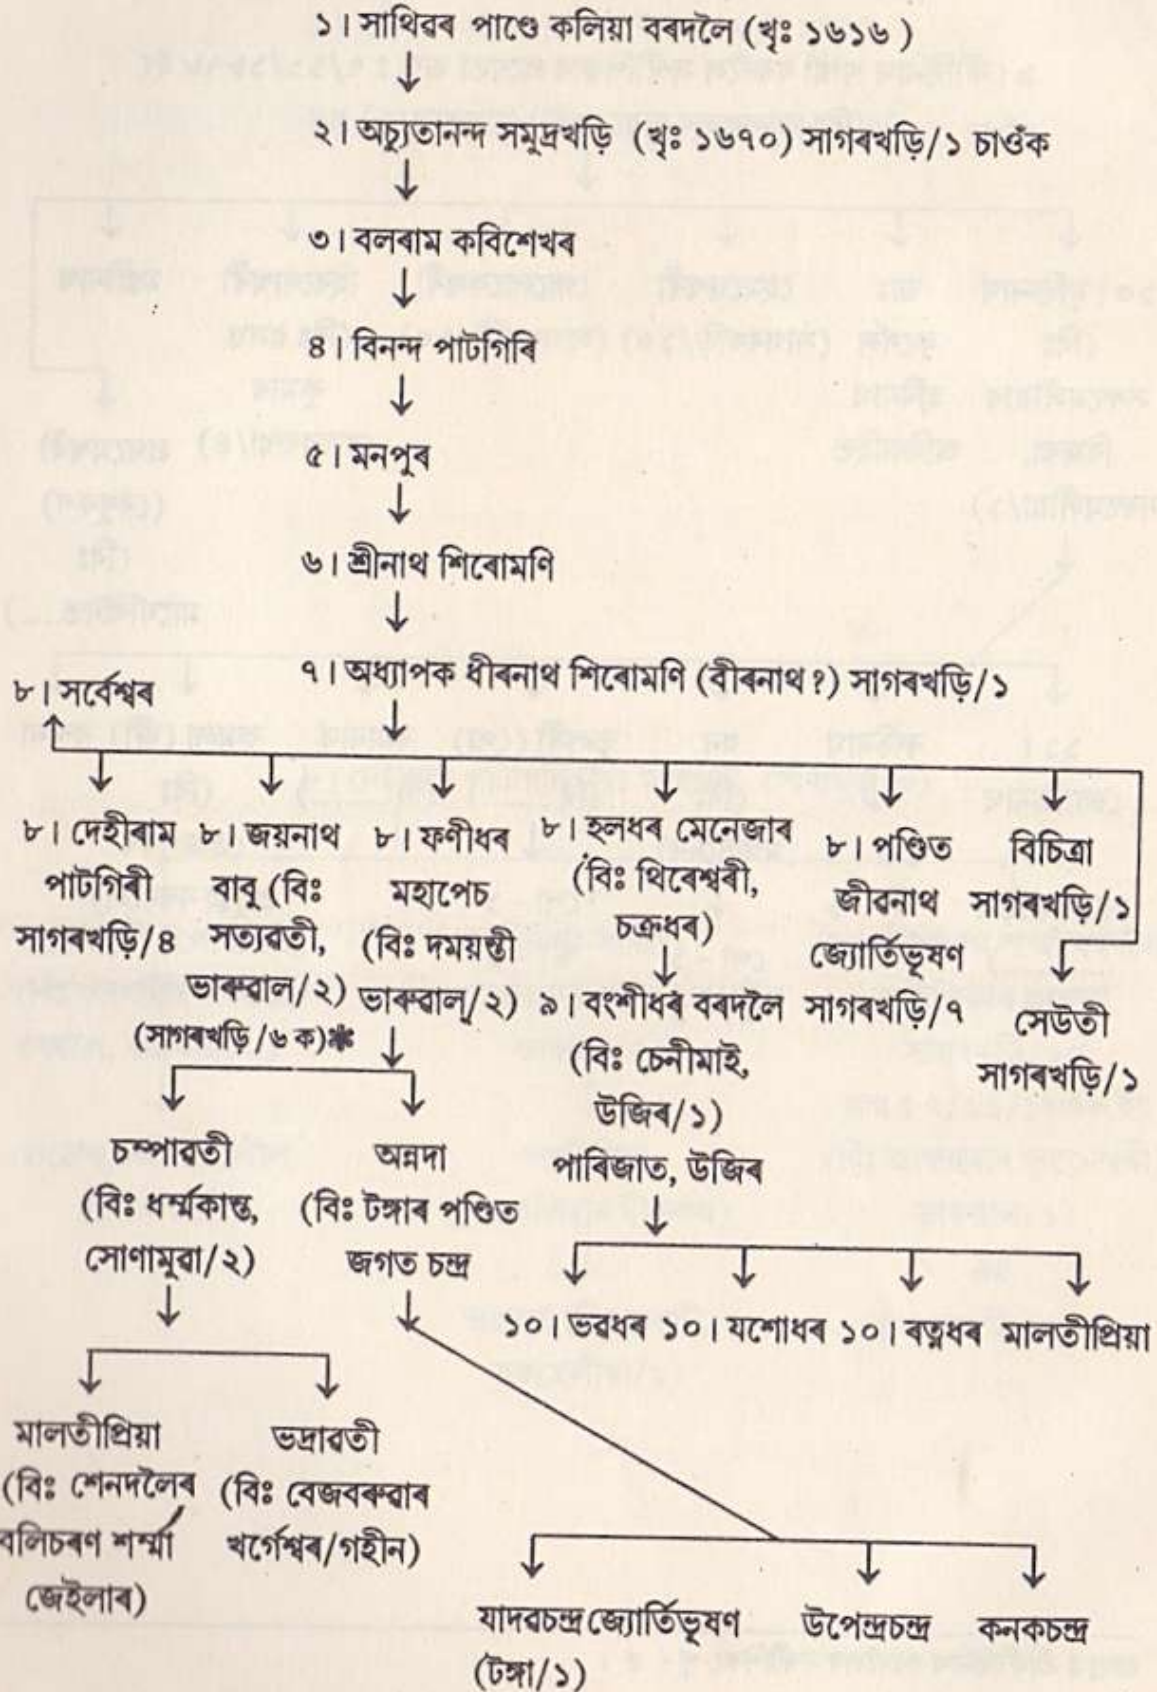 ১। সাথিৱৰ পাণ্ডে কলিয়া বৰদলৈ (খৃঃ ১৬১৬ )
২। অচ্যুতানন্দ সমুদ্ৰখড়ি (খৃঃ ১৬৭০) সাগৰখড়ি/১ চাওঁক
৩। বলৰাম কবিশেখৰ
৪। বিনন্দ পাটগিৰি
৫। মনপুৰ
৬। শ্ৰীনাথ শিৰোমণি
৭। অধ্যাপক ধীৰনাথ শিৰোমণি (বীৰনাথ?) সাগৰখড়ি/১
৮। সৰ্বেশ্বৰ
৮। দেহীৰাম
পাটগিৰী
সাগৰখড়ি/৪
৮। জয়নাথ
বাবু (বিঃ
সত্যৱতী,
ভাৰুৱাল/২)
(সাগৰখড়ি/৬ ক)*
৮। ফণীধৰ
মহাপেচ
(বিঃ দময়ন্তী
ভাৰুৱাল/২)
৮। হলধৰ মেনেজাৰ
(বিঃ থিৰেশ্বৰী,
চক্ৰধৰ)
৯। বংশীধৰ বৰদলৈ
(বিঃ চেনীমাই,
উজিৰ/১)
পাৰিজাত, উজিৰ
৮। পণ্ডিত
জীৱনাথ
জ্যোৰ্তিভূষণ
সাগৰখড়ি/৭
বিচিত্ৰা
সাগৰখড়ি/১
সেউতী
সাগৰখড়ি/১
চম্পাৱতী
(বিঃ ধৰ্ম্মকান্ত,
সোণামুৱা/২)
অন্নদা
(বিঃ টঙ্গাৰ পণ্ডিত
জগত চন্দ্ৰ
১০। ভৱধৰ ১০। যশোধৰ ১০। ৰত্নধৰ মালতীপ্ৰিয়া
মালতীপ্ৰিয়া
(বিঃ শেনদলৈৰ
বলিচৰণ শৰ্ম্মা
জেইলাৰ)
ভদ্ৰাৱতী
(বিঃ বেজবৰুৱাৰ
খৰ্গেশ্বৰ/গহীন)
যাদৱচন্দ্ৰ জ্যোৰ্তিভূষণ
(টঙ্গা/১)
উপেন্দ্ৰচন্দ্ৰ
কনকচন্দ্ৰ